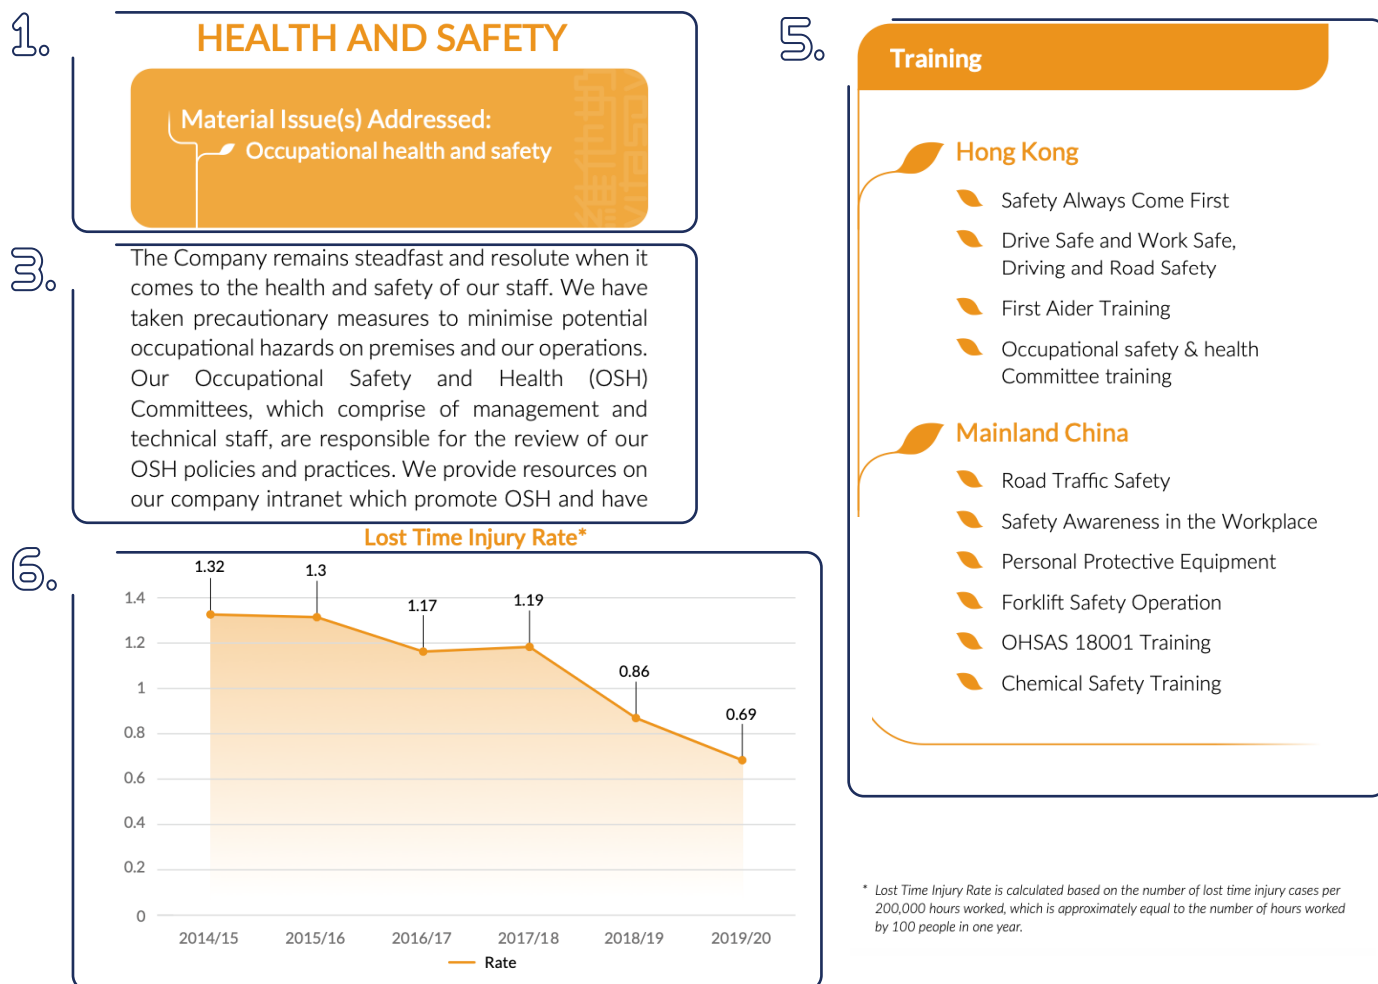 1.
HEALTH AND SAFETY
Material Issue(s) Addressed:
Occupational health and safety
維他奶
vitasoy
3.
The Company remains steadfast and resolute when it
comes to the health and safety of our staff. We have
taken precautionary measures to minimise potential
occupational hazards on premises and our operations.
Our Occupational Safety and Health (OSH)
Committees, which comprise of management and
technical staff, are responsible for the review of our
OSH policies and practices. We provide resources on
our company intranet which promote OSH and have
5.
Training
Hong Kong
Safety Always Come First
Drive Safe and Work Safe,
Driving and Road Safety
First Aider Training
Occupational safety & health
Committee training
Mainland China
Road Traffic Safety
Safety Awareness in the Workplace
Personal Protective Equipment
Forklift Safety Operation
OHSAS 18001 Training
Chemical Safety Training
6.
Lost Time Injury Rate*
1.32
1.3
1.17
1.19
0.86
0.69
1.4
1.2
1
0.8
0.6
0.4
0.2
0
2014/15 2015/16 2016/17 2017/18 2018/19 2019/20
Rate
* Lost Time Injury Rate is calculated based on the number of lost time injury cases per
200,000 hours worked, which is approximately equal to the number of hours worked
by 100 people in one year.